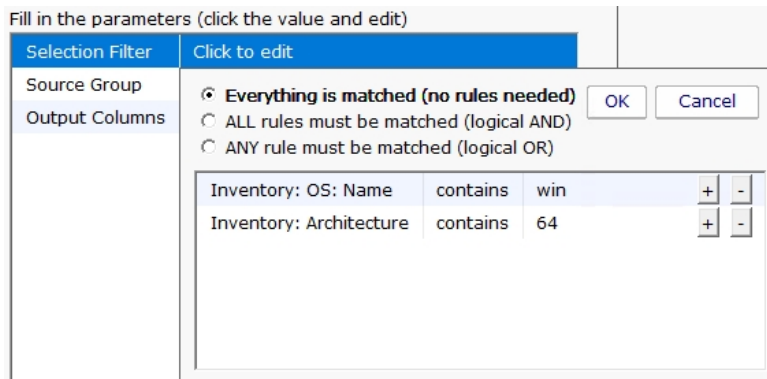 Fill in the parameters (click the value and edit)
Selection Filter Click to edit
Source Group
Output Columns
Everything is matched (no rules needed) OK Cancel
ALL rules must be matched (logical AND)
ANY rule must be matched (logical OR)
Inventory: OS: Name contains win + -
Inventory: Architecture contains 64 + -